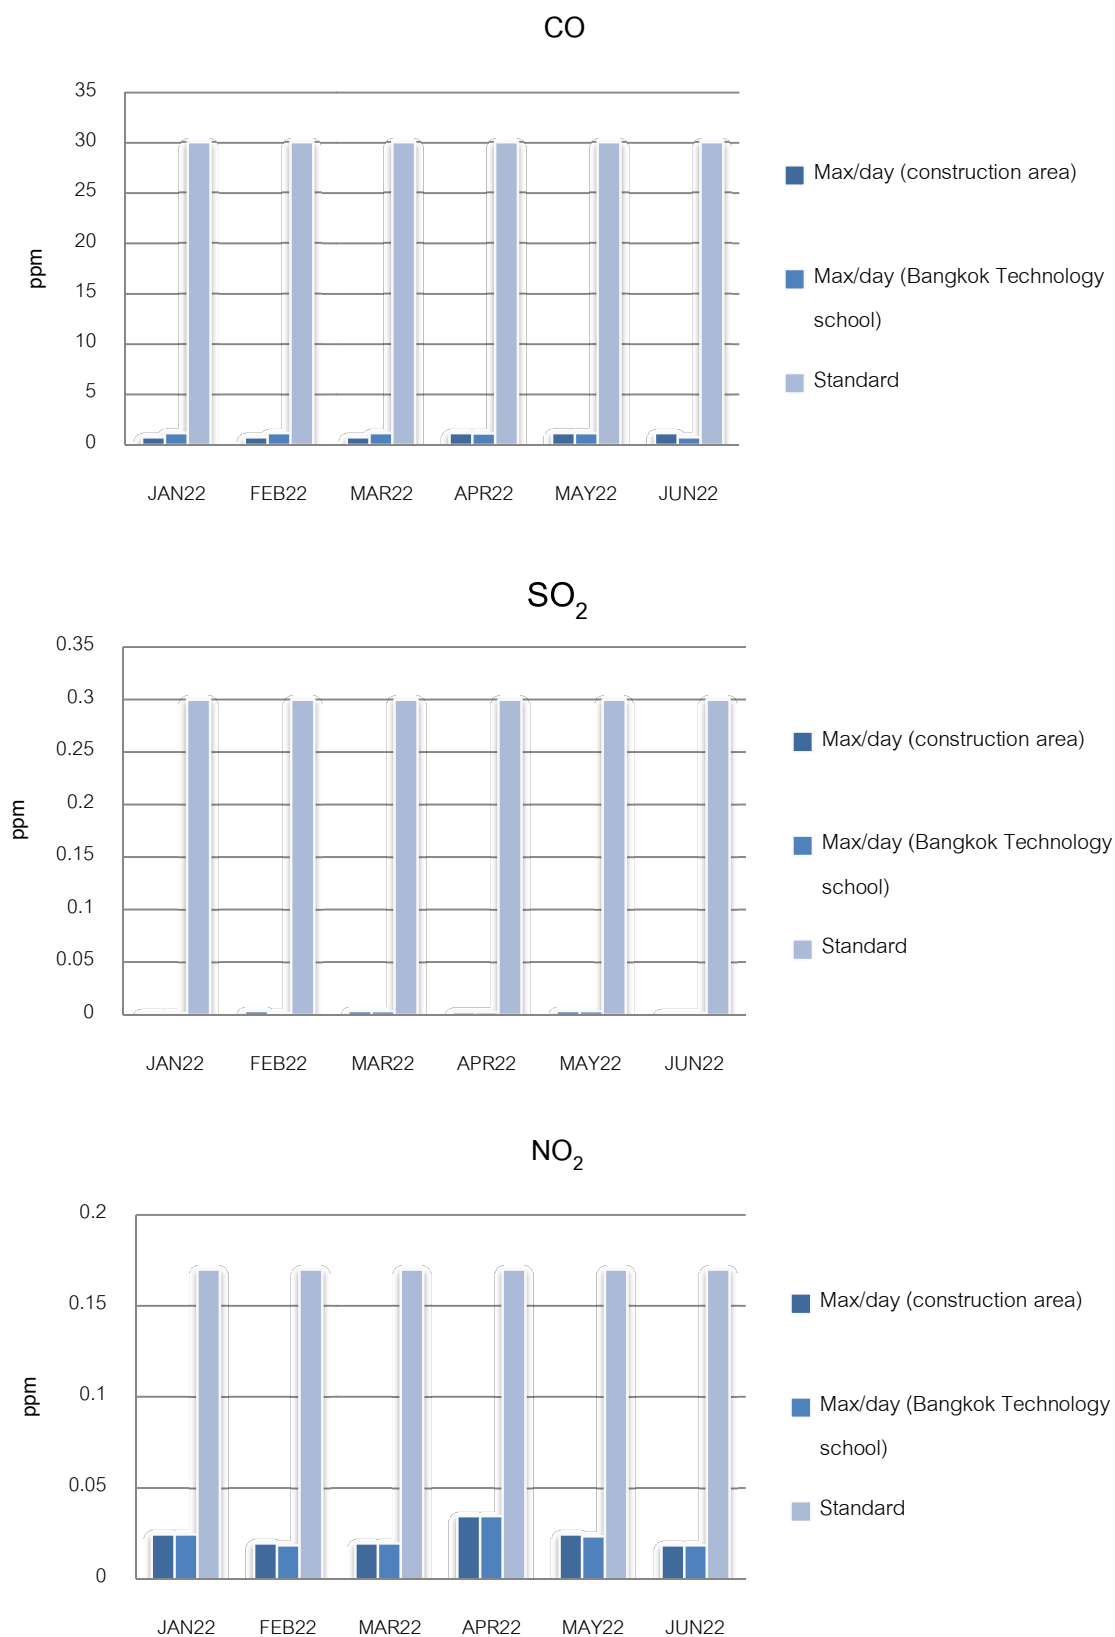 CO
35
30
25
20
15
10
5
0
ppm
JAN22 FEB22 MAR22 APR22 MAY22 JUN22
Max/day (construction area)
Max/day (Bangkok Technology
school)
Standard
SO2
0.35
0.3
0.25
0.2
0.15
0.1
0.05
0
ppm
JAN22 FEB22 MAR22 APR22 MAY22 JUN22
Max/day (construction area)
Max/day (Bangkok Technology
school)
Standard
NO2
0.2
0.15
0.1
0.05
0
ppm
JAN22 FEB22 MAR22 APR22 MAY22 JUN22
Max/day (construction area)
Max/day (Bangkok Technology
school)
Standard